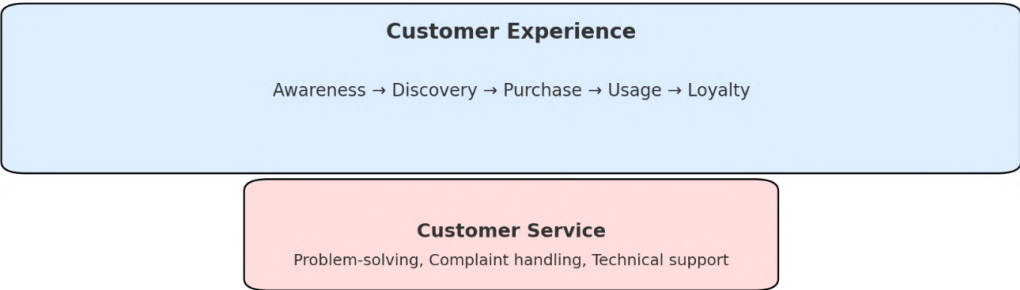 Customer Experience
Awareness → Discovery → Purchase → Usage → Loyalty
Customer Service
Problem-solving, Complaint handling, Technical support